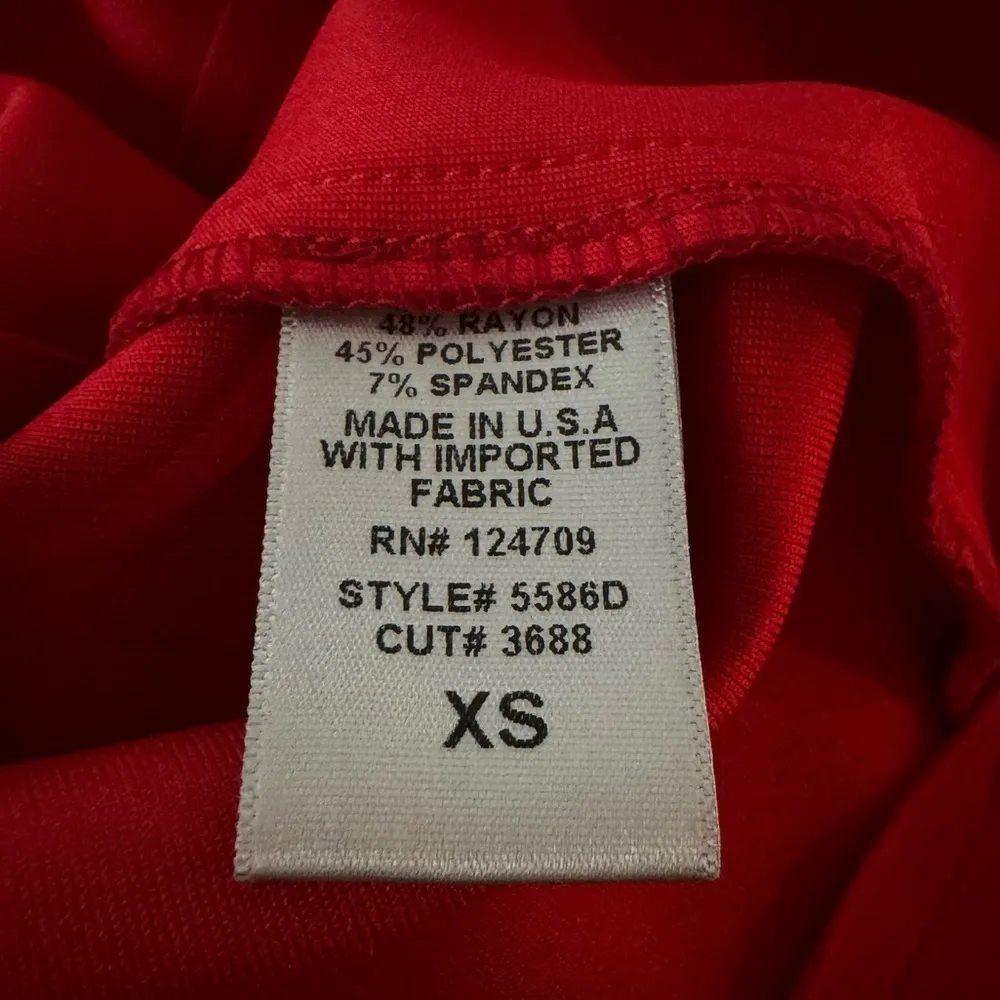 48% RAYON
45% POLYESTER
7% SPANDEX
MADE IN U.S.A
WITH IMPORTED
FABRIC
RN# 124709
STYLE# 5586D
CUT# 3688
XS